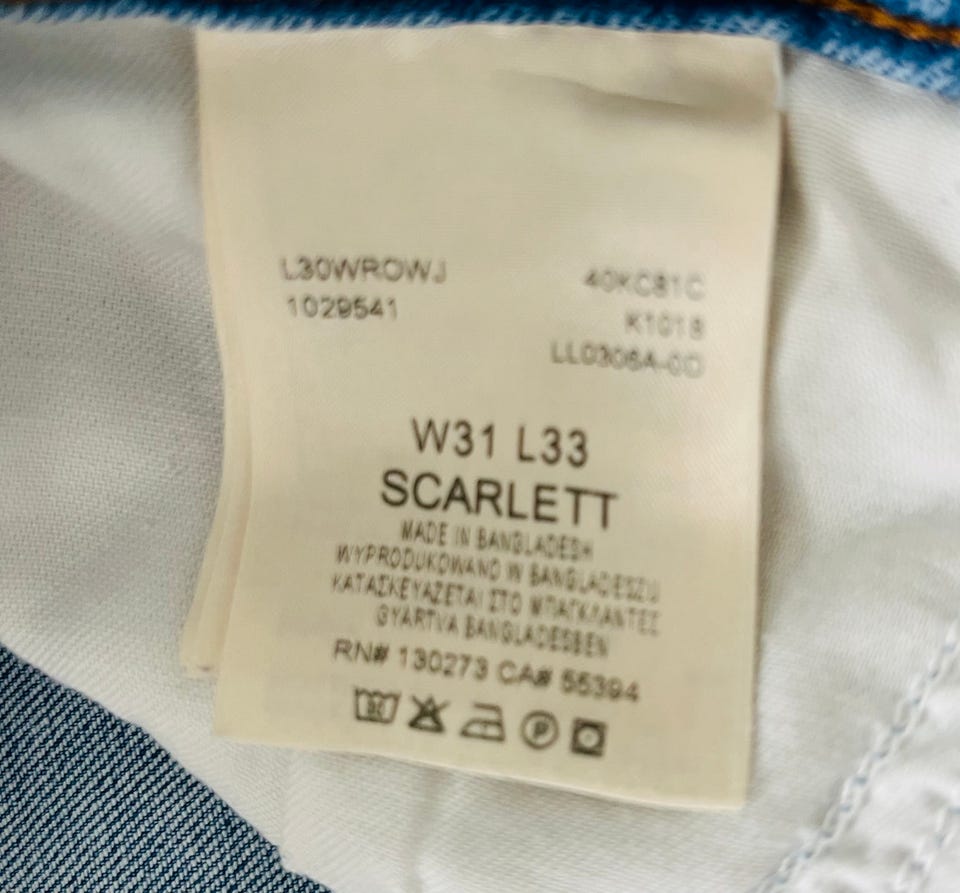 L30WROWJ
1029541
40KC81C
K1018
LL0306A-00
W31 L33
SCARLETT
MADE IN BANGLADESH
WYPRODUKOWANO W BANGLADESZU
ΚΑΤΑΣΚΕΥΑΖΕΤΑΙ ΣΤΟ ΜΠΑΓΚΛΑΝΤΕΣ
GYARTVA BANGLADESBEN
RN# 130273 CA# 55394